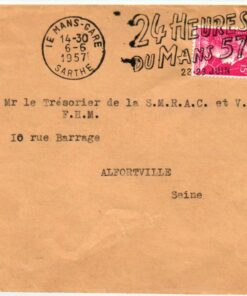 LE MANS-GARE
14-30
6-6
1957
SARTHE
24 HEURES
DU MANS 57
22-23 JUIN
Mr le Trésorier de la S.M.R.A.C. et V.
F.H.M.
10 rue Barrage
ALFORTVILLE
Seine